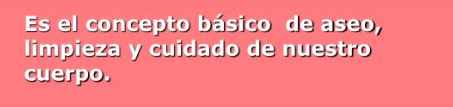 Es el concepto básico  de aseo,
limpieza y cuidado de nuestro
cuerpo.